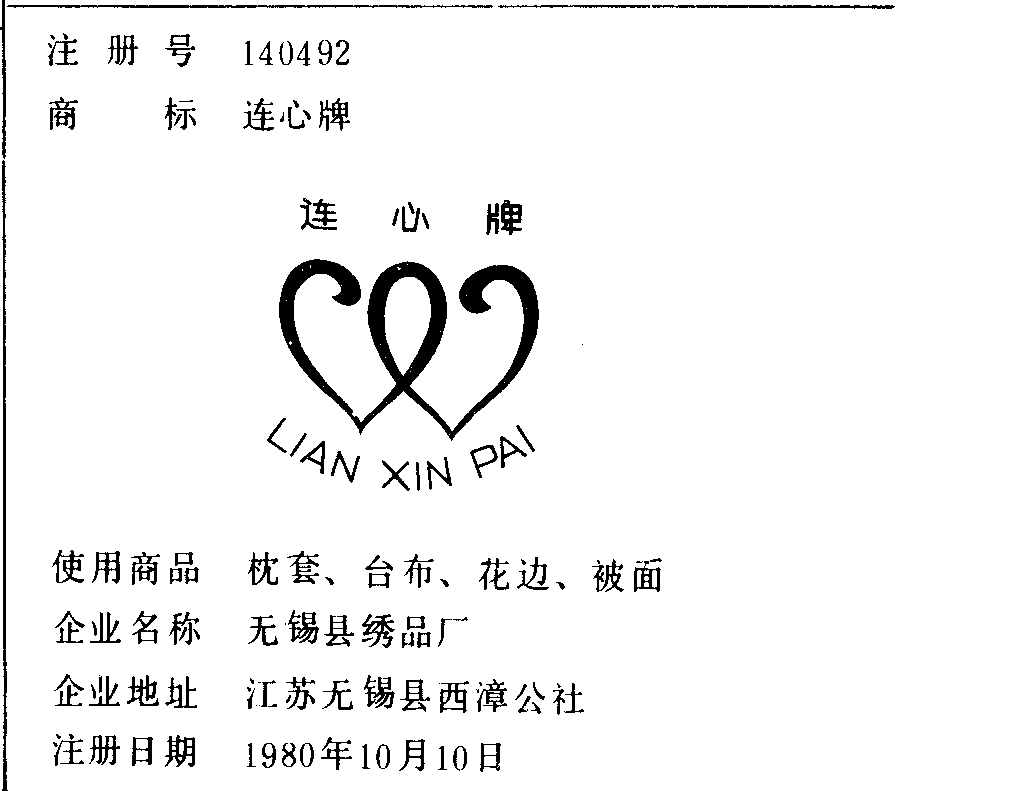 注册号 140492
商标 连心牌
连心牌
LIAN XIN PAI
使用商品 枕套、台布、花边、被面
企业名称 无锡县绣品厂
企业地址 江苏无锡县西漳公社
注册日期 1980年10月10日